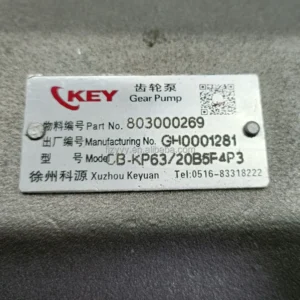 KEY
齿轮泵
Gear Pump
物料编号 Part No. 803000269
出厂编号 Manufacturing No. GH0001281
型 号 Mode CB-KP63/20B5F4P3
徐州科源 Xuzhou Keyuan Tel:0516-83318222